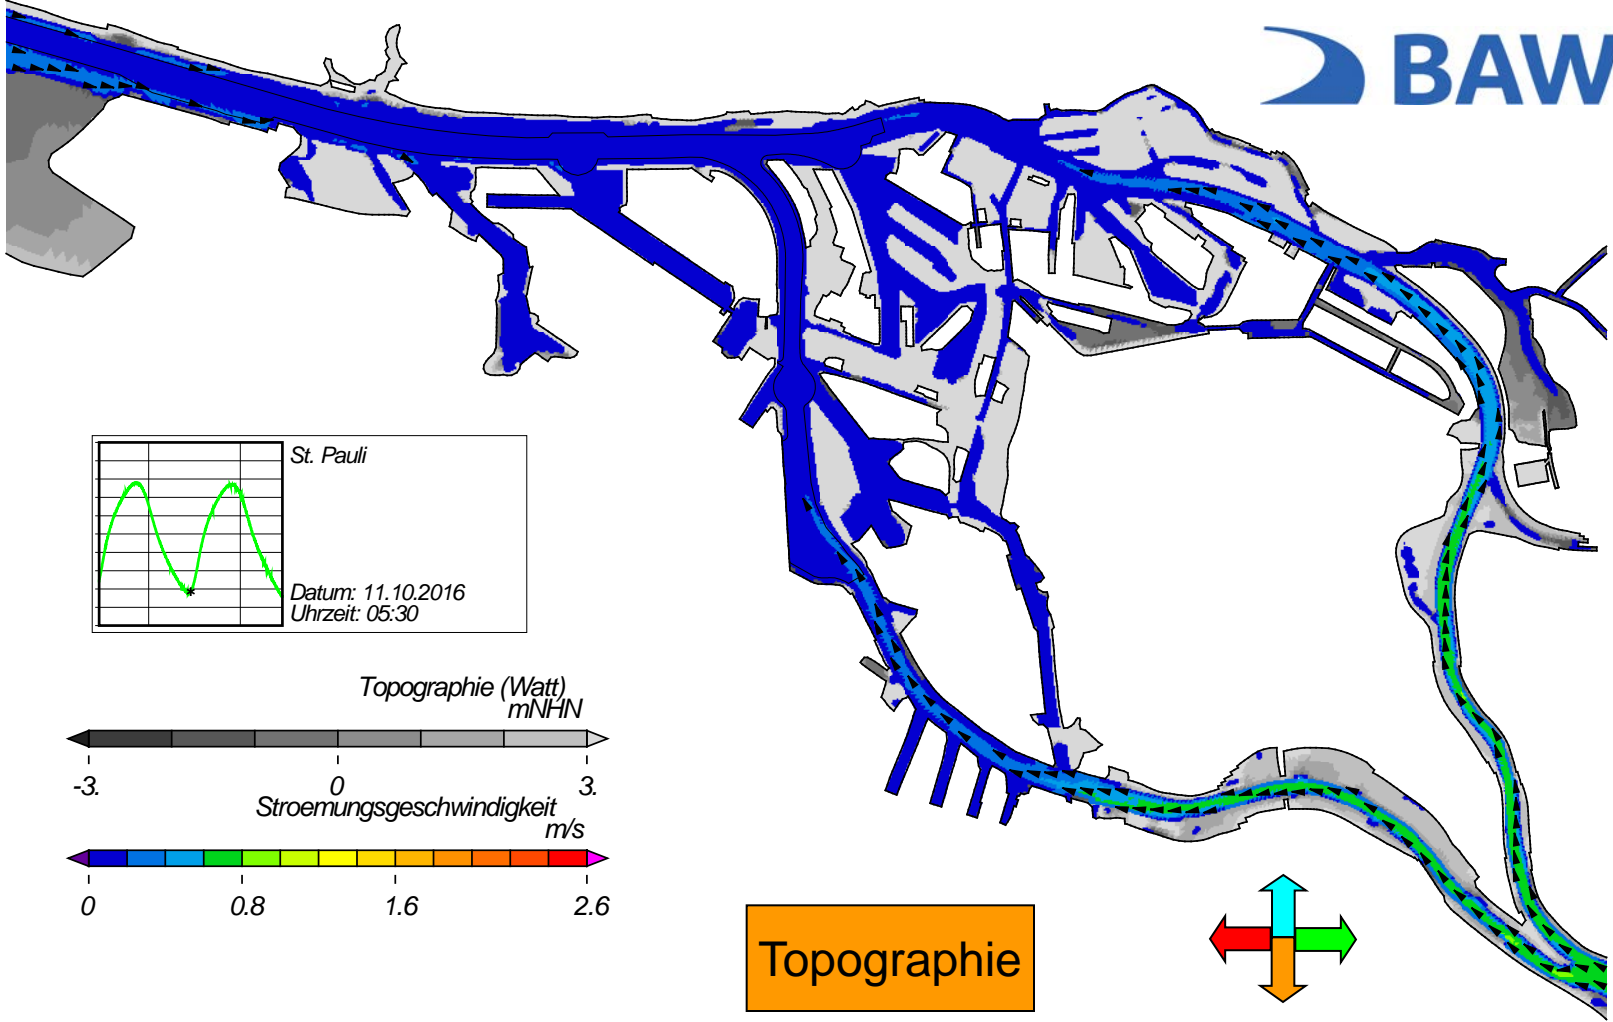 BAW
St. Pauli
Datum: 11.10.2016
Uhrzeit: 05:30
Topographie (Watt)
mNHN
-3. 0 3.
Stroemungsgeschwindigkeit
m/s
0 0.8 1.6 2.6
Topographie